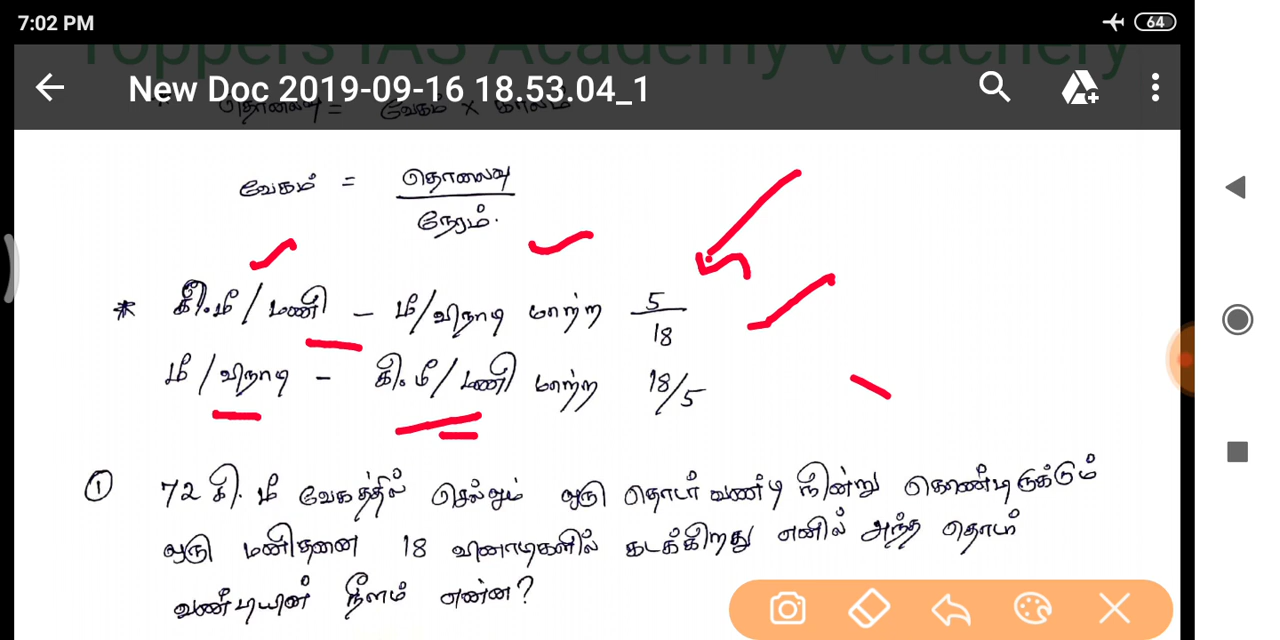 7:02 PM
64
Toppers IAS Academy Velachery
New Doc 2019-09-16 18.53.04_1
தொலைவு = வேகம் x காலம்
வேகம் = தொலைவு
நேரம்.
* கி.மீ / மணி – மீ/விநாடி மாற்ற 5
18
மீ / விநாடி – கி.மீ / மணி மாற்ற 18/5
1 72 கி.மீ வேகத்தில் செல்லும் ஒரு தொடர் வண்டி நின்று கொண்டிருக்கும்
ஒரு மனிதனை 18 வினாடிகளில் கடக்கிறது எனில் அந்த தொடர்
வண்டியின் நீளம் என்ன?